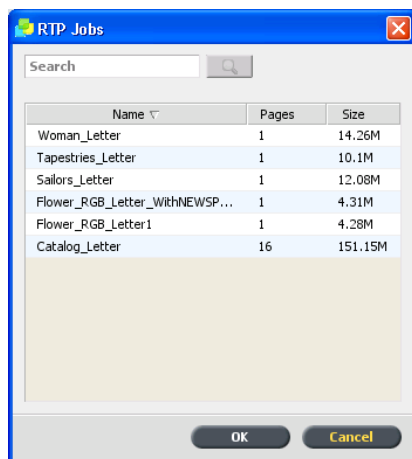 RTP Jobs
Search
Name Pages Size
Woman_Letter 1 14.26M
Tapestries_Letter 1 10.1M
Sailors_Letter 1 12.08M
Flower_RGB_Letter_WithNEWSP... 1 4.31M
Flower_RGB_Letter1 1 4.28M
Catalog_Letter 16 151.15M
OK Cancel